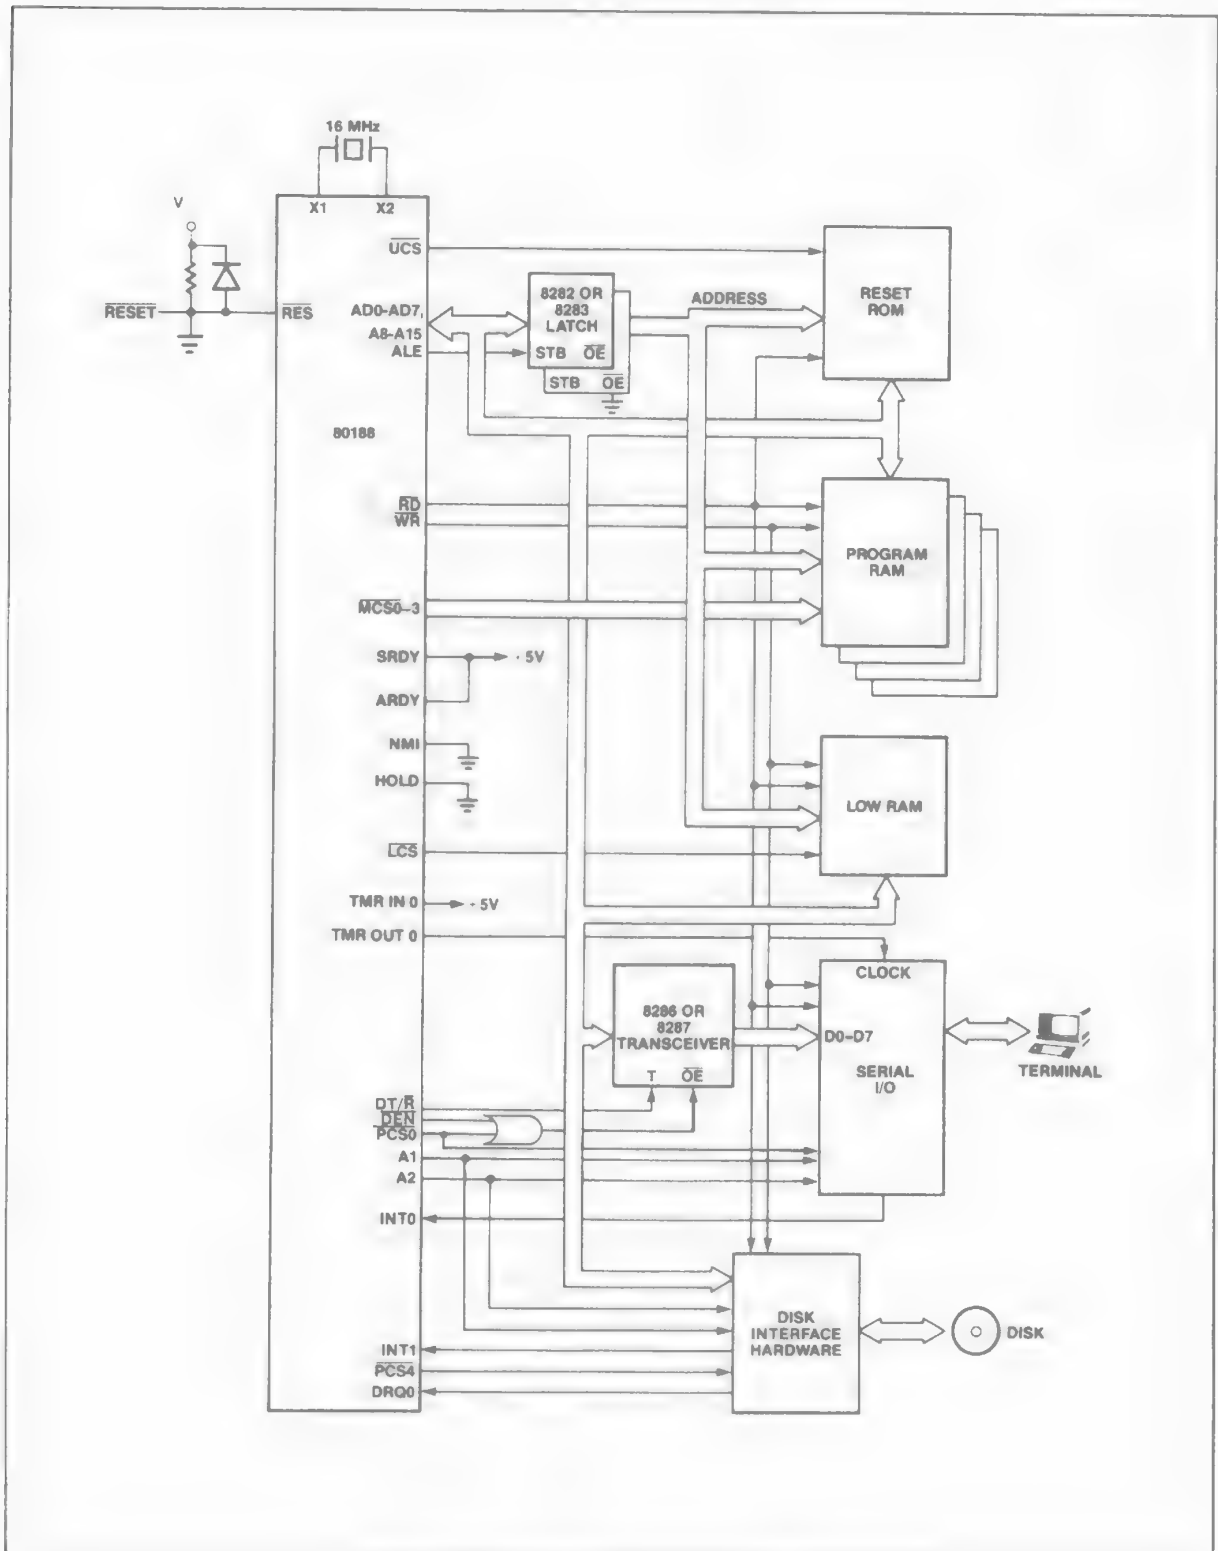 16 MHz
X1 X2
V
RESET
RES
UCS
AD0-AD7,
A8-A15
ALE
80188
RD
WR
MCS0-3
SRDY
ARDY
· 5V
NMI
HOLD
LCS
TMR IN 0
· 5V
TMR OUT 0
DT/R
DEN
PCS0
A1
A2
INT0
INT1
PCS4
DRQ0
8282 OR
8283
LATCH
STB OE
STB OE
ADDRESS
RESET
ROM
PROGRAM
RAM
LOW RAM
8286 OR
8287
TRANSCEIVER
T OE
CLOCK
D0-D7
SERIAL
I/O
TERMINAL
DISK
INTERFACE
HARDWARE
DISK